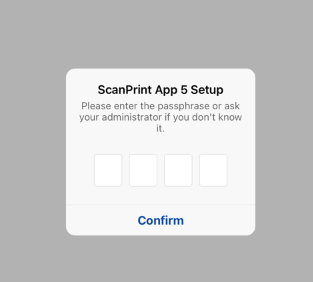 ScanPrint App 5 Setup
Please enter the passphrase or ask
your administrator if you don't know
it.
Confirm